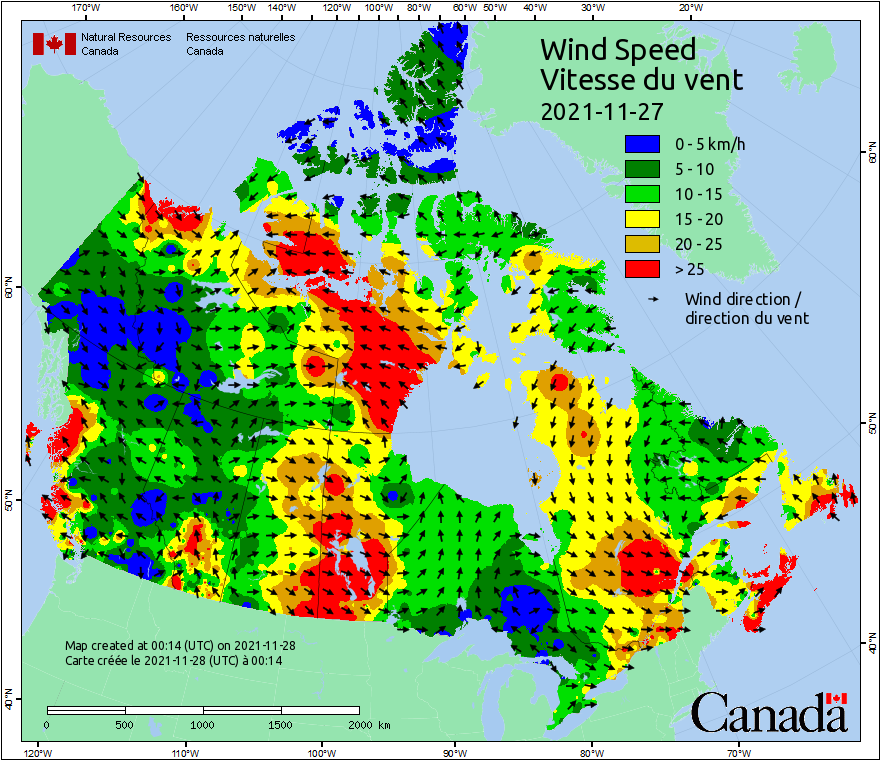 170°W 160°W 150°W 140°W 130°W 120°W 110°W 100°W 90°W 80°W 70°W 60°W 50°W 40°W 30°W 20°W
Natural Resources Canada
Ressources naturelles Canada
Wind Speed
Vitesse du vent
2021-11-27
0 - 5 km/h
5 - 10
10 - 15
15 - 20
20 - 25
> 25
Wind direction /
direction du vent
60°N
60°N
50°N
50°N
40°N
40°N
Map created at 00:14 (UTC) on 2021-11-28
Carte créée le 2021-11-28 (UTC) à 00:14
0 500 1000 1500 2000 km
Canada
120°W 110°W 100°W 90°W 80°W 70°W